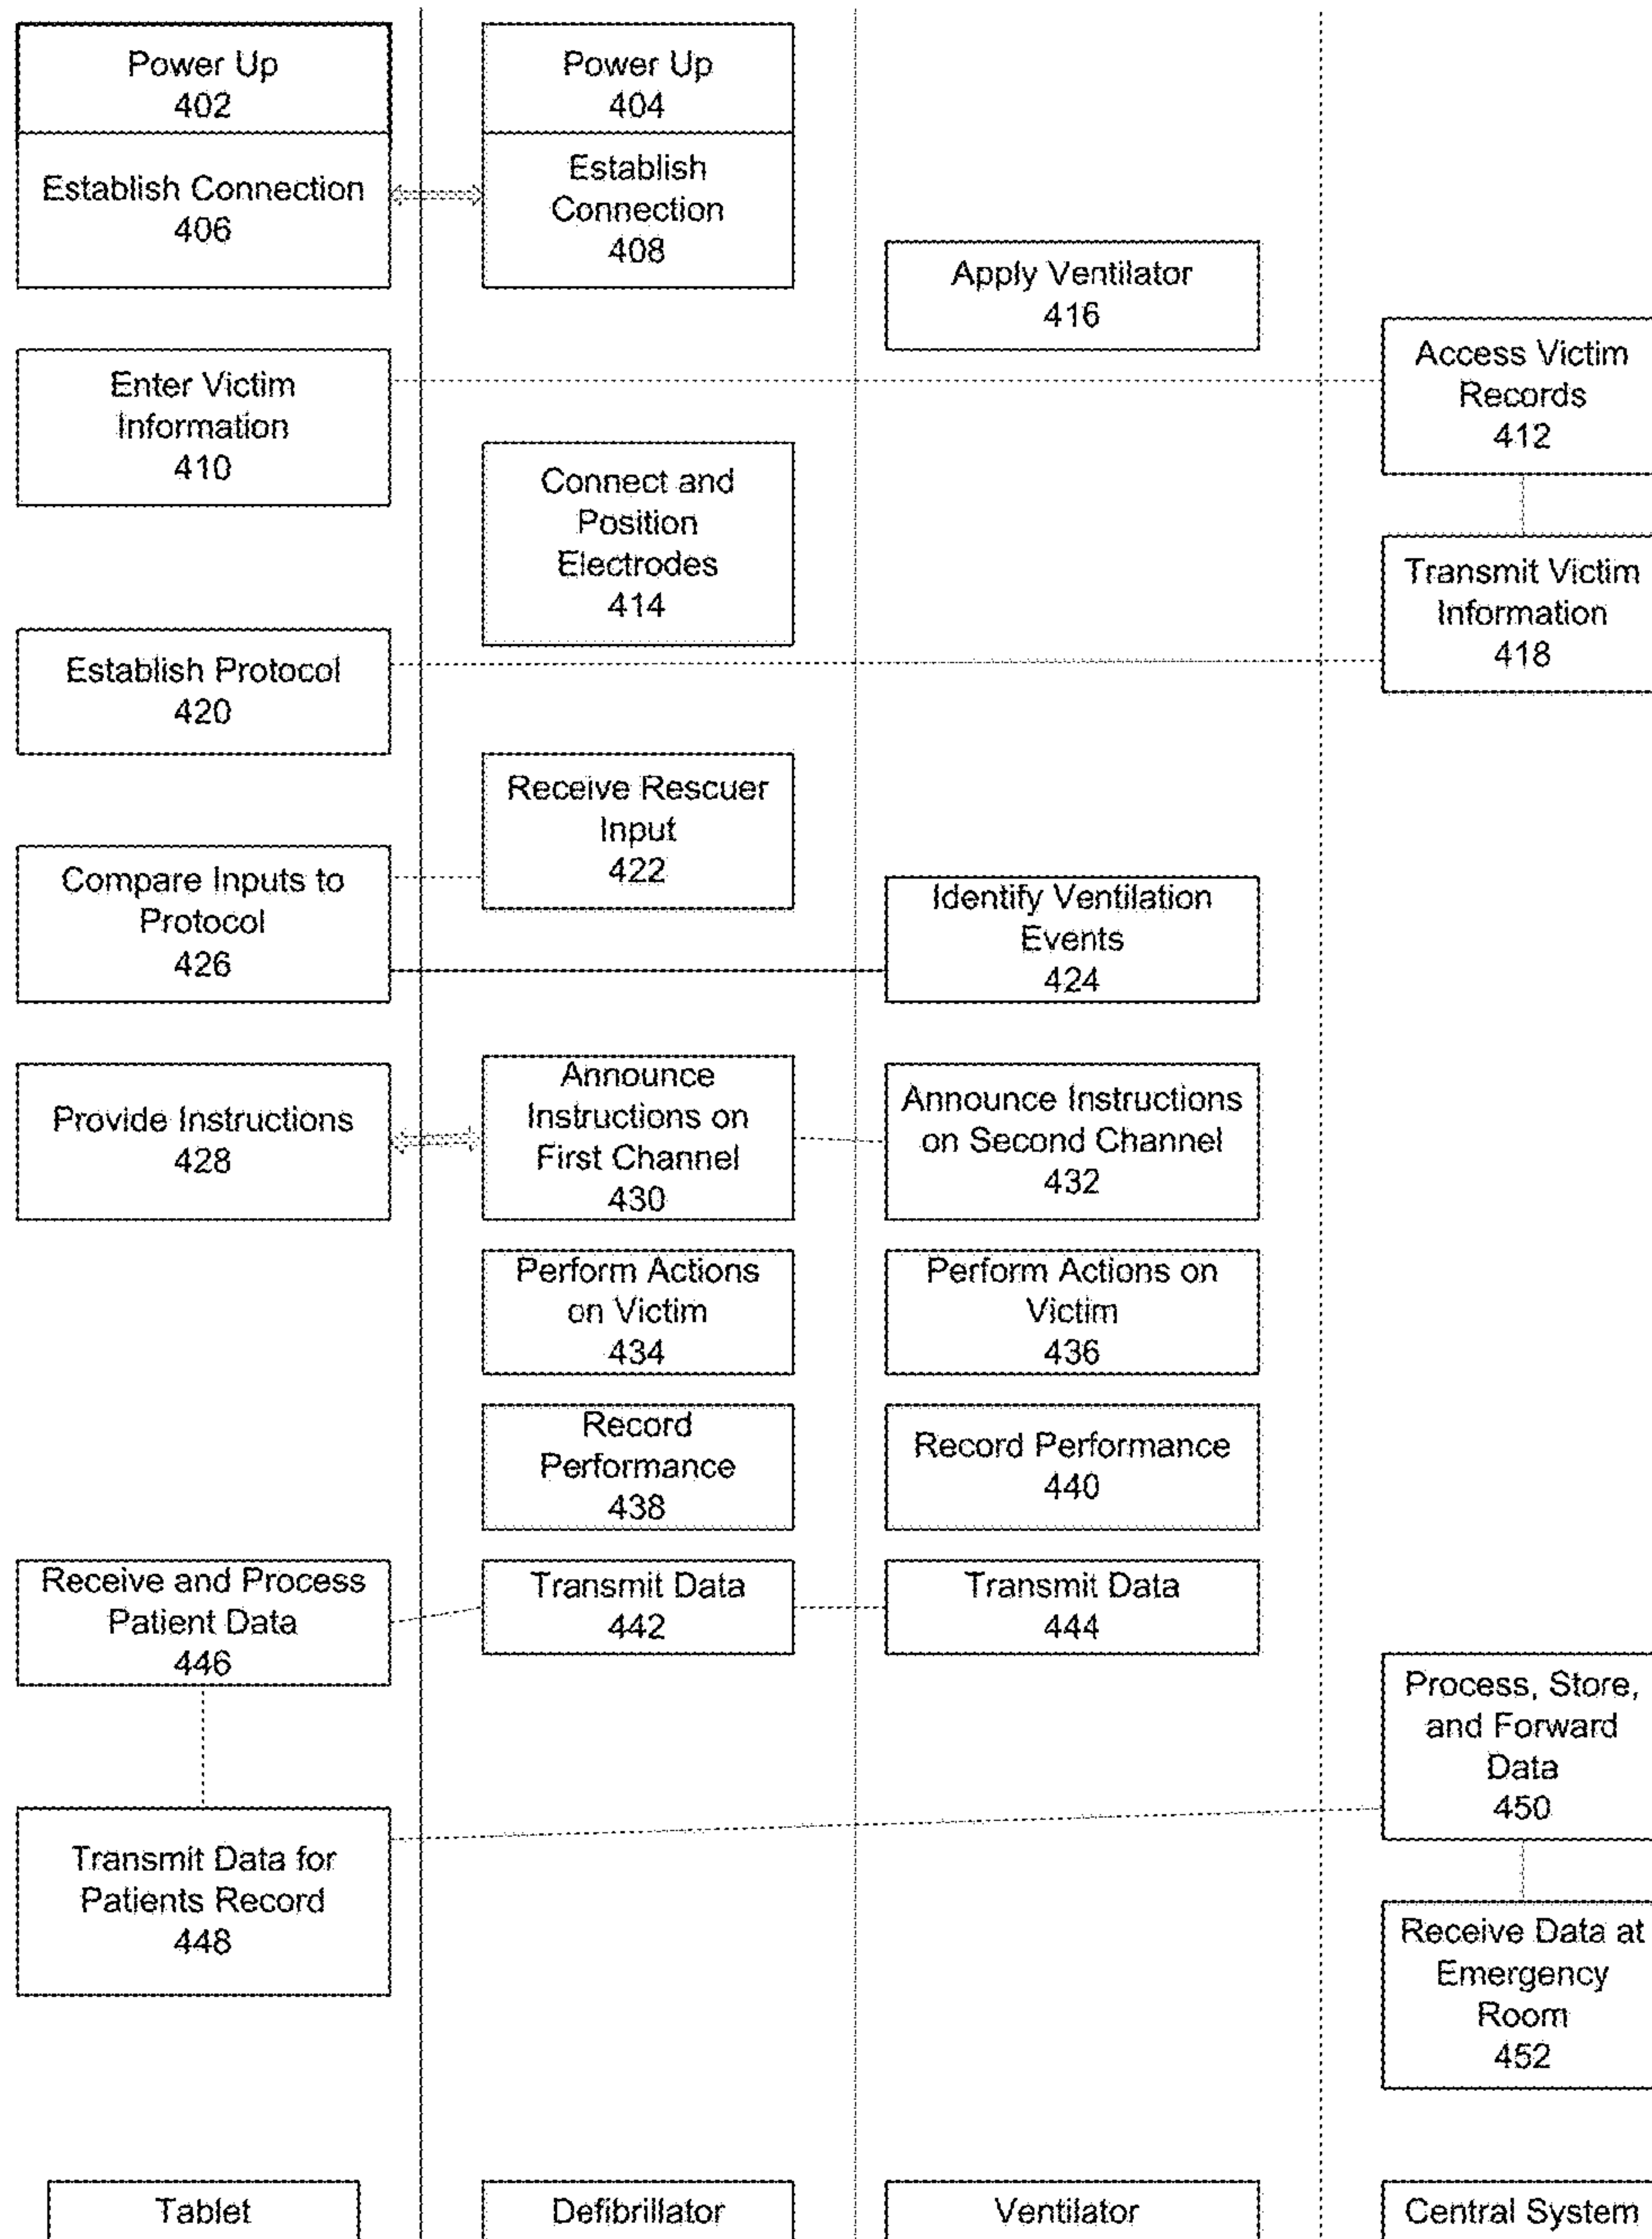 Power Up
402
Power Up
404
Establish Connection
406
Establish
Connection
408
Apply Ventilator
416
Enter Victim
Information
410
Access Victim
Records
412
Connect and
Position
Electrodes
414
Transmit Victim
Information
418
Establish Protocol
420
Receive Rescuer
Input
422
Compare Inputs to
Protocol
426
Identify Ventilation
Events
424
Provide Instructions
428
Announce
Instructions on
First Channel
430
Announce Instructions
on Second Channel
432
Perform Actions
on Victim
434
Perform Actions on
Victim
436
Record
Performance
438
Record Performance
440
Receive and Process
Patient Data
446
Transmit Data
442
Transmit Data
444
Process, Store,
and Forward
Data
450
Transmit Data for
Patients Record
448
Receive Data at
Emergency
Room
452
Tablet
Defibrillator
Ventilator
Central System